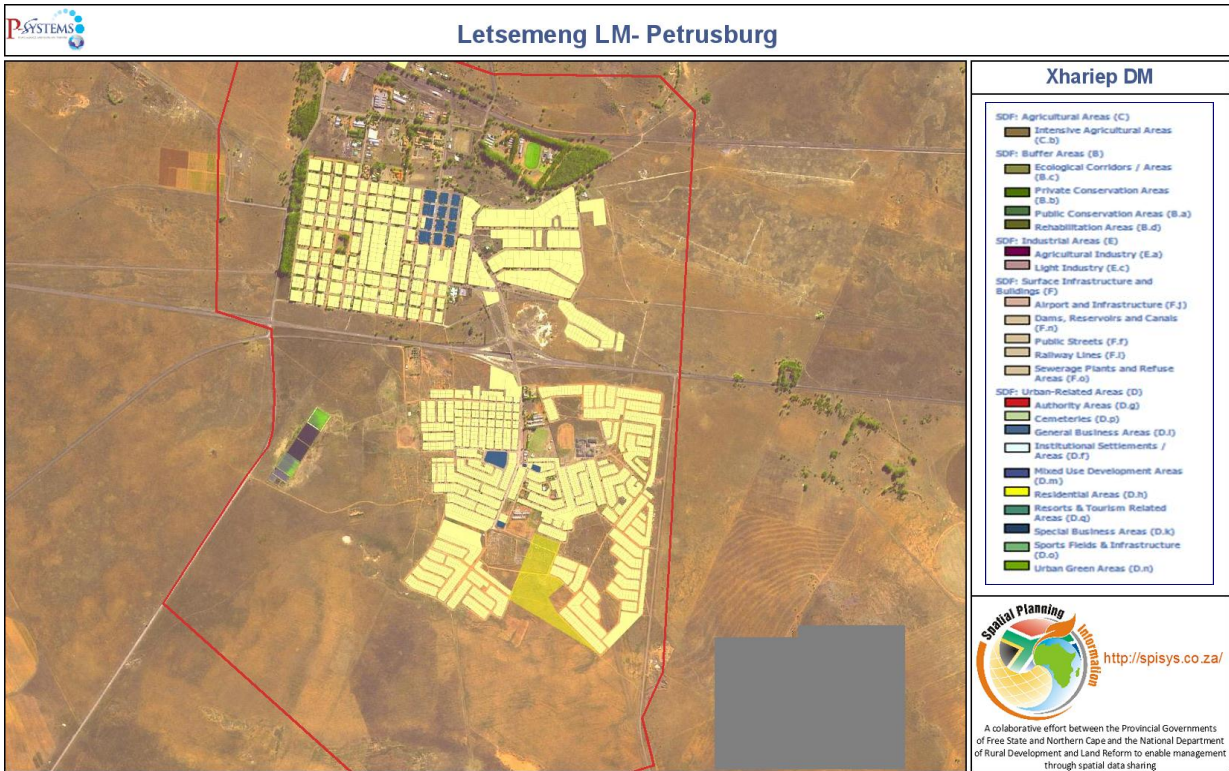 P-SYSTEMS
Letsemeng LM- Petrusburg
Xhariep DM
SDF: Agricultural Areas (C)
Intensive Agricultural Areas
(C.b)
SDF: Buffer Areas (B)
Ecological Corridors / Areas
(B.c)
Private Conservation Areas
(B.b)
Public Conservation Areas (B.a)
Rehabilitation Areas (B.d)
SDF: Industrial Areas (E)
Agricultural Industry (E.a)
Light Industry (E.c)
SDF: Surface Infrastructure and
Buildings (F)
Airport and Infrastructure (F.j)
Dams, Reservoirs and Canals
(F.n)
Public Streets (F.f)
Railway Lines (F.i)
Sewerage Plants and Refuse
Areas (F.o)
SDF: Urban-Related Areas (D)
Authority Areas (D.g)
Cemeteries (D.p)
General Business Areas (D.l)
Institutional Settlements /
Areas (D.f)
Mixed Use Development Areas
(D.m)
Residential Areas (D.h)
Resorts & Tourism Related
Areas (D.q)
Special Business Areas (D.k)
Sports Fields & Infrastructure
(D.o)
Urban Green Areas (D.n)
Spatial Planning
Information
http://spisys.co.za/
A colaborative effort between the Provincial Governments
of Free State and Northern Cape and the National Department
of Rural Development and Land Reform to enable management
through spatial data sharing